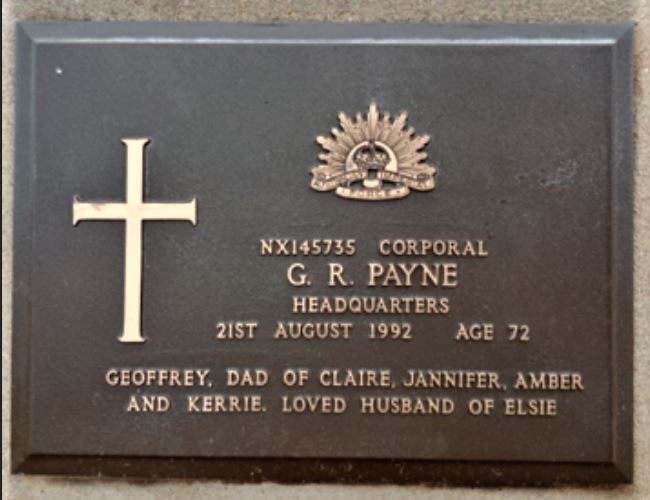 NX145735 CORPORAL
G. R. PAYNE
HEADQUARTERS
21ST AUGUST 1992 AGE 72
GEOFFREY, DAD OF CLAIRE, JANNIFER, AMBER
AND KERRIE. LOVED HUSBAND OF ELSIE